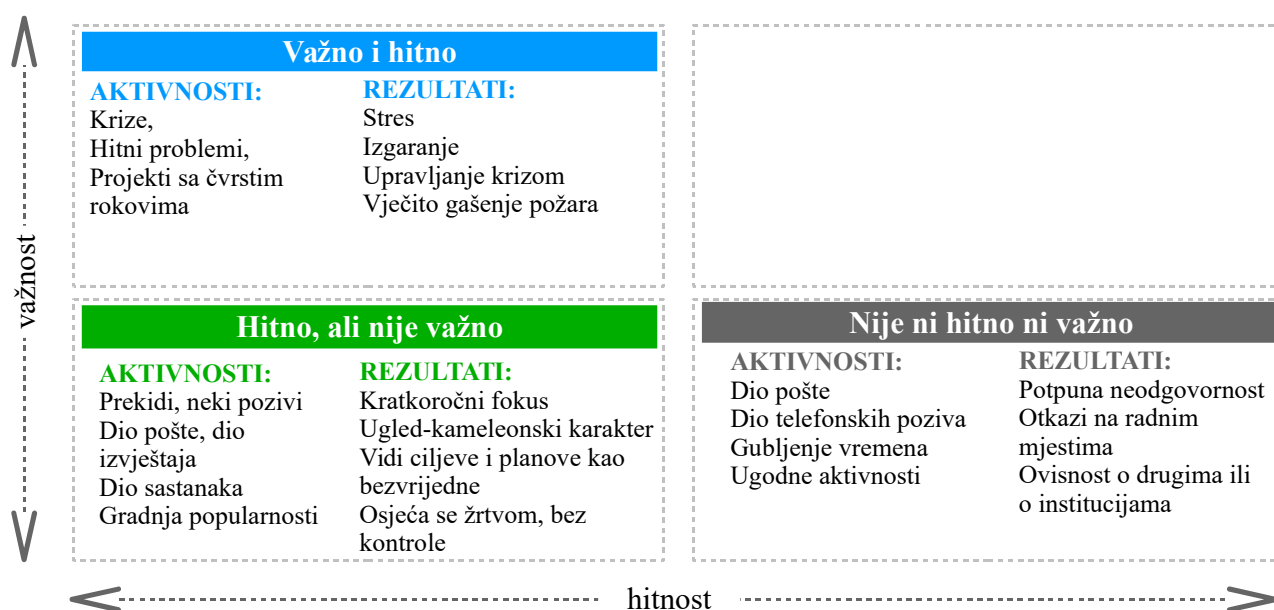 važnost
Važno i hitno
AKTIVNOSTI:
Krize,
Hitni problemi,
Projekti sa čvrstim
rokovima
REZULTATI:
Stres
Izgaranje
Upravljanje krizom
Vječito gašenje požara
Hitno, ali nije važno
AKTIVNOSTI:
Prekidi, neki pozivi
Dio pošte, dio
izvještaja
Dio sastanaka
Gradnja popularnosti
REZULTATI:
Kratkoročni fokus
Ugled-kameleonski karakter
Vidi ciljeve i planove kao
bezvrijedne
Osjeća se žrtvom, bez
kontrole
Nije ni hitno ni važno
AKTIVNOSTI:
Dio pošte
Dio telefonskih poziva
Gubljenje vremena
Ugodne aktivnosti
REZULTATI:
Potpuna neodgovornost
Otkazi na radnim
mjestima
Ovisnost o drugima ili
o institucijama
hitnost